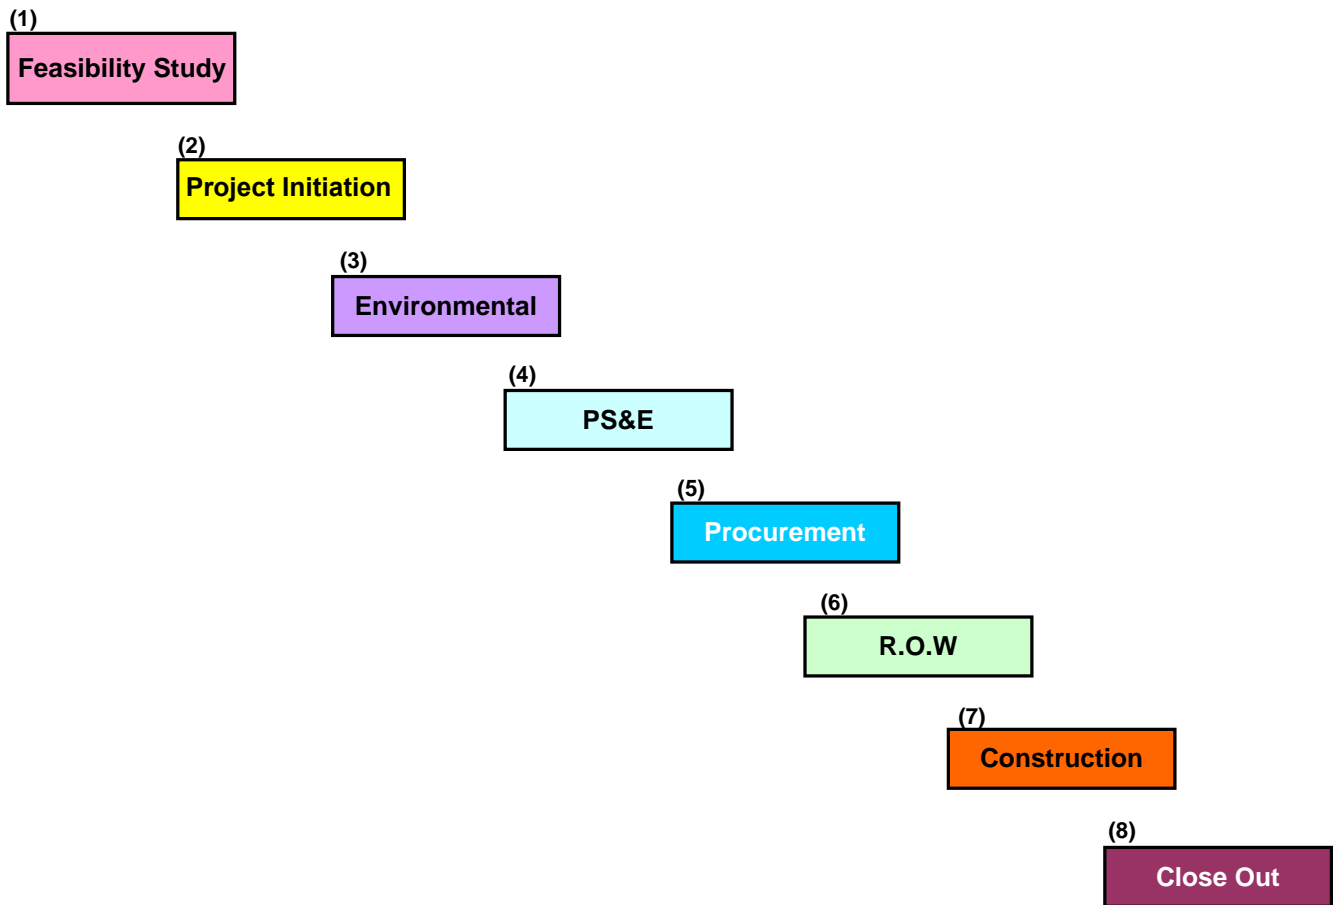 (1)
Feasibility Study
(2)
Project Initiation
(3)
Environmental
(4)
PS&E
(5)
Procurement
(6)
R.O.W
(7)
Construction
(8)
Close Out